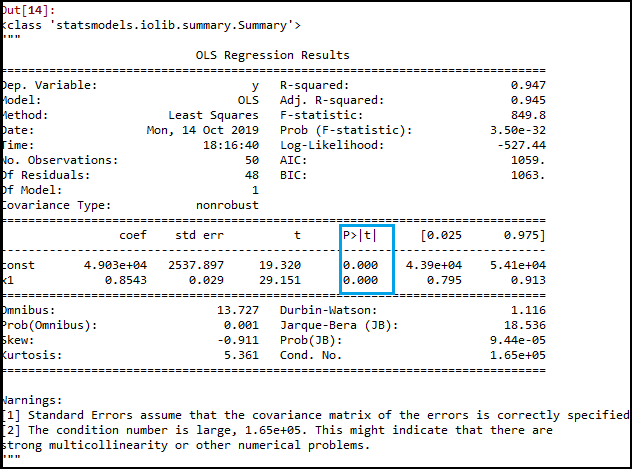 Out[14]:
<class 'statsmodels.iolib.summary.Summary'>
"""
OLS Regression Results
==============================================================================
Dep. Variable: y R-squared: 0.947
Model: OLS Adj. R-squared: 0.945
Method: Least Squares F-statistic: 849.8
Date: Mon, 14 Oct 2019 Prob (F-statistic): 3.50e-32
Time: 18:16:40 Log-Likelihood: -527.44
No. Observations: 50 AIC: 1059.
Df Residuals: 48 BIC: 1063.
Df Model: 1
Covariance Type: nonrobust
==============================================================================
coef std err t P>|t| [0.025 0.975]
------------------------------------------------------------------------------
const 4.903e+04 2537.897 19.320 0.000 4.39e+04 5.41e+04
x1 0.8543 0.029 29.151 0.000 0.795 0.913
==============================================================================
Omnibus: 13.727 Durbin-Watson: 1.116
Prob(Omnibus): 0.001 Jarque-Bera (JB): 18.536
Skew: -0.911 Prob(JB): 9.44e-05
Kurtosis: 5.361 Cond. No. 1.65e+05
==============================================================================
Warnings:
[1] Standard Errors assume that the covariance matrix of the errors is correctly specified
[2] The condition number is large, 1.65e+05. This might indicate that there are
strong multicollinearity or other numerical problems.
"""